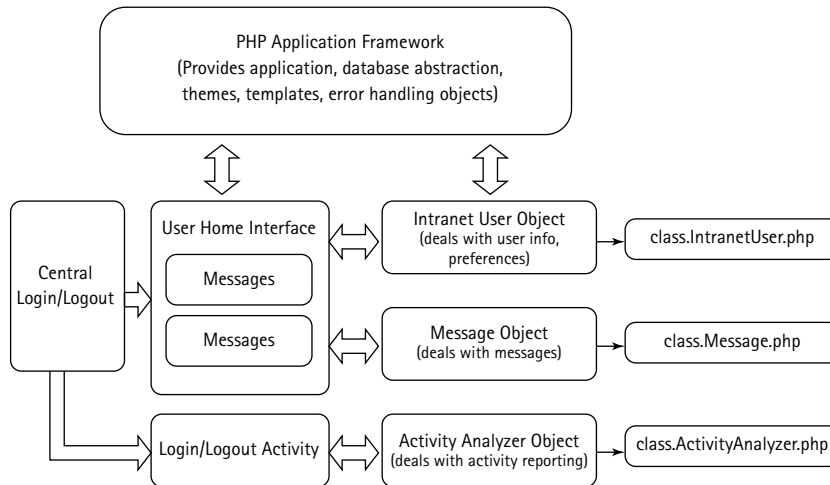 PHP Application Framework
(Provides application, database abstraction,
themes, templates, error handling objects)
Central
Login/Logout
User Home Interface
Messages
Messages
Intranet User Object
(deals with user info,
preferences)
class.IntranetUser.php
Message Object
(deals with messages)
class.Message.php
Login/Logout Activity
Activity Analyzer Object
(deals with activity reporting)
class.ActivityAnalyzer.php